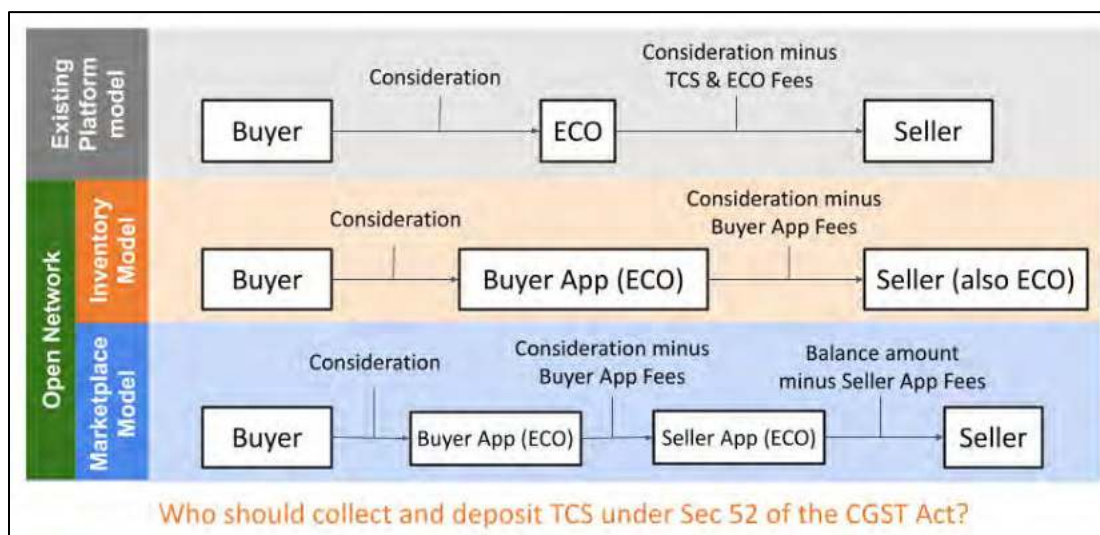 Existing
Platform
model
Consideration
Consideration minus
TCS & ECO Fees
Buyer
ECO
Seller
Open Network
Inventory
Model
Consideration
Consideration minus
Buyer App Fees
Buyer
Buyer App (ECO)
Seller (also ECO)
Marketplace
Model
Consideration
Consideration minus
Buyer App Fees
Balance amount
minus Seller App Fees
Buyer
Buyer App (ECO)
Seller App (ECO)
Seller
Who should collect and deposit TCS under Sec 52 of the CGST Act?